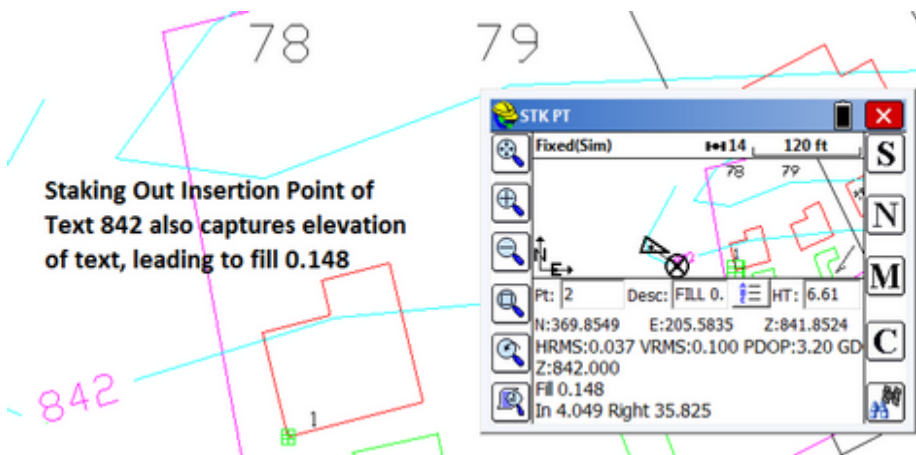 78
79
Staking Out Insertion Point of
Text 842 also captures elevation
of text, leading to fill 0.148
842
1
STK PT
Fixed(Sim)
14
120 ft
78
79
N
E
1
Pt: 2 Desc: FILL 0. HT: 6.61
N:369.8549 E:205.5835 Z:841.8524
HRMS:0.037 VRMS:0.100 PDOP:3.20 GD
Z:842.000
Fill 0.148
In 4.049 Right 35.825
S
N
M
C